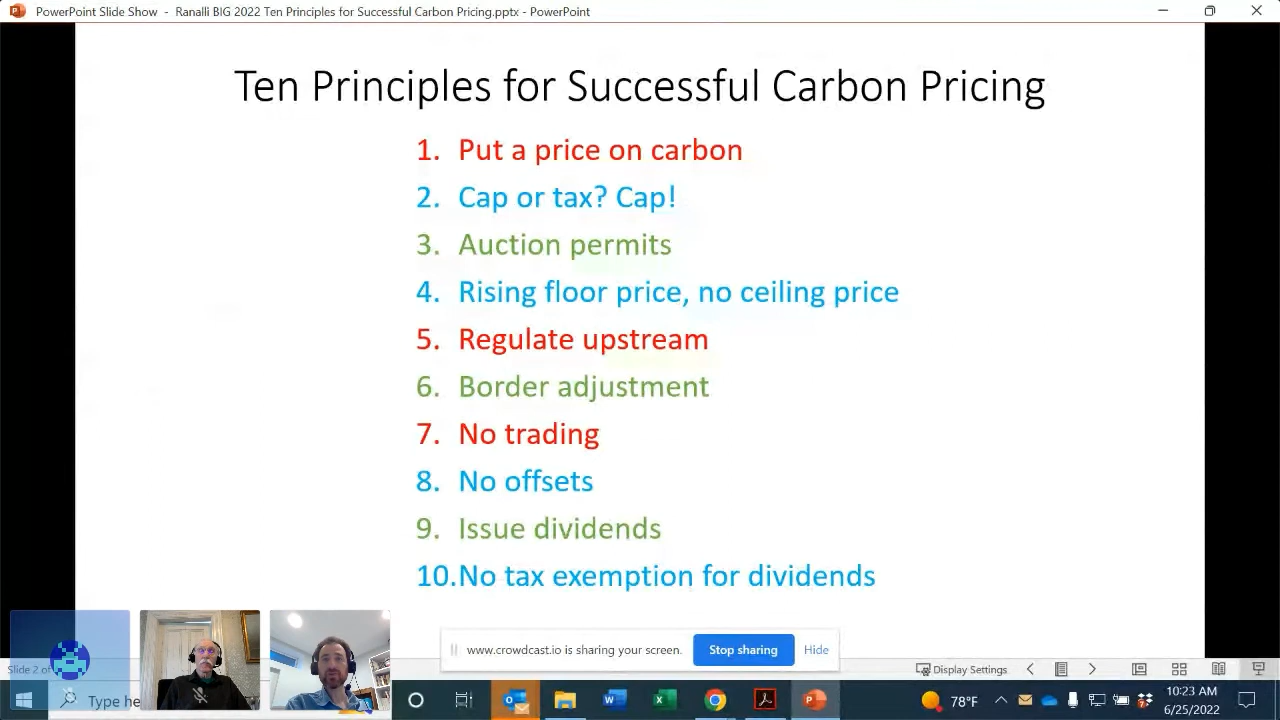 PowerPoint Slide Show - Ranalli BIG 2022 Ten Principles for Successful Carbon Pricing.pptx - PowerPoint
Ten Principles for Successful Carbon Pricing
1. Put a price on carbon
2. Cap or tax? Cap!
3. Auction permits
4. Rising floor price, no ceiling price
5. Regulate upstream
6. Border adjustment
7. No trading
8. No offsets
9. Issue dividends
10. No tax exemption for dividends
www.crowdcast.io is sharing your screen. Stop sharing Hide
Slide 2 of
Display Settings
Type he
78°F
10:23 AM
6/25/2022